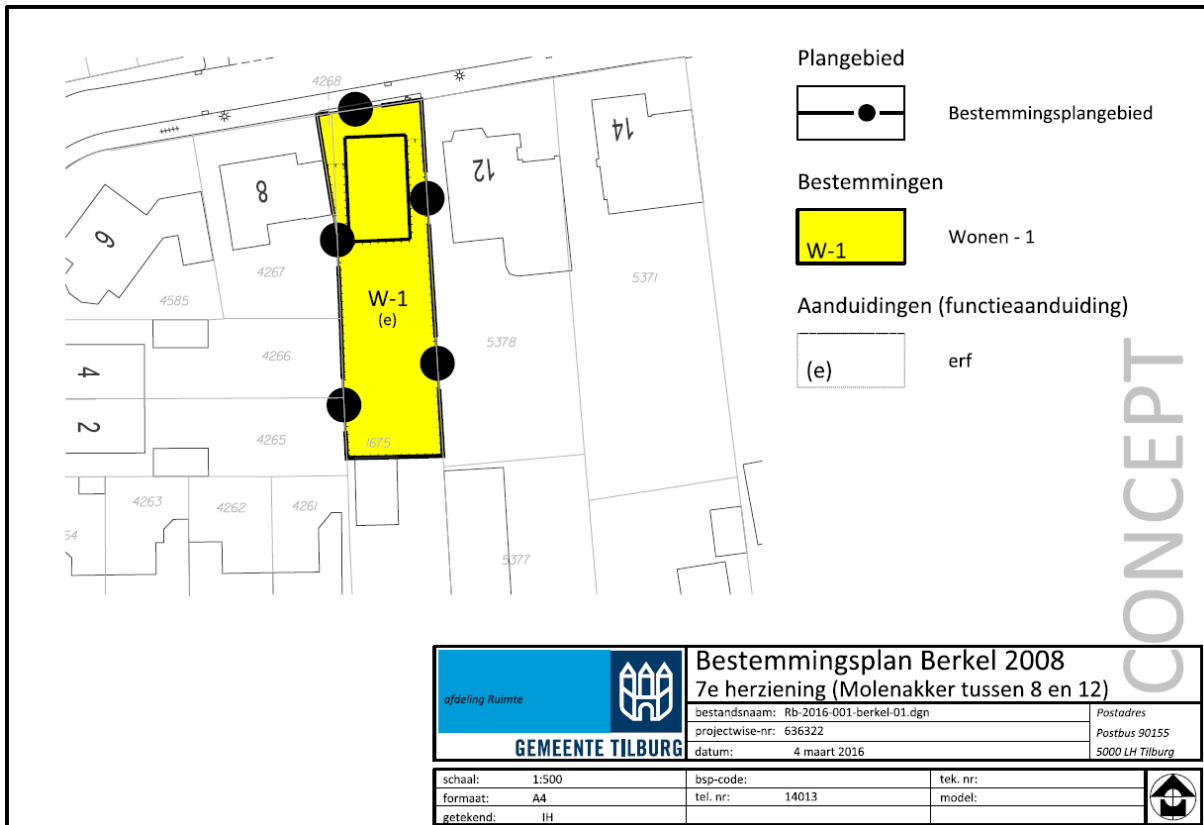 4268
8
12
14
6
4267
4585
5371
W-1
(e)
5378
4266
4
2
4265
1675
4263
4262
4261
64
5377
Plangebied
Bestemmingsplangebied
Bestemmingen
W-1
Wonen - 1
Aanduidingen (functieaanduiding)
(e)
erf
CONCEPT
afdeling Ruimte
GEMEENTE TILBURG
Bestemmingsplan Berkel 2008
7e herziening (Molenakker tussen 8 en 12)
bestandsnaam: Rb-2016-001-berkel-01.dgn
projectwise-nr: 636322
datum: 4 maart 2016
Postadres
Postbus 90155
5000 LH Tilburg
schaal: 1:500
bsp-code:
tek. nr:
formaat: A4
tel. nr: 14013
model:
getekend: IH